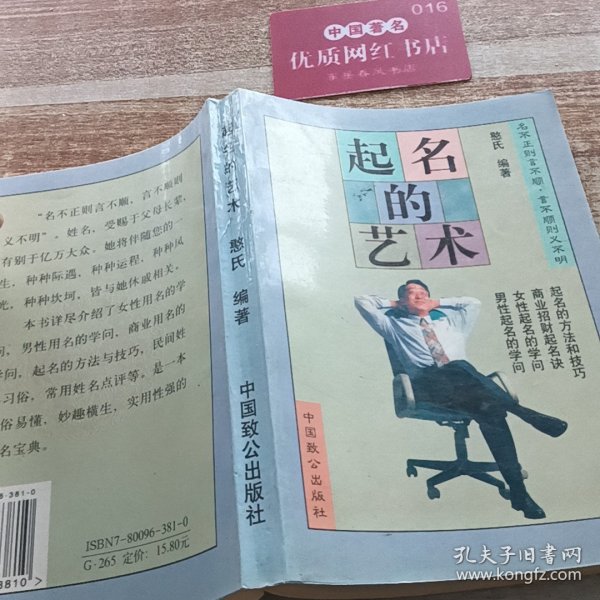 016
中国著名
优质网红书店
名不正则言不顺，言不顺则义不明
憨氏 编著
起名
的
艺术
起名的方法和技巧
商业招财起名诀
女性起名的学问
男性起名的学问
中国致公出版社
起名的艺术 憨氏 编著 中国致公出版社
“名不正则言不顺，言不顺则
义不明”。姓名，受赐于父母长辈，
有别于亿万大众。她将伴随您的一
生，种种际遇，种种运程，种种风
光，种种坎坷，皆与她休戚相关。
本书详尽介绍了女性用名的学
问，男性用名的学问，商业用名的
学问，起名的方法与技巧，民间姓
习俗，常用姓名点评等。是一本
俗易懂，妙趣横生，实用性强的
名宝典。
-381-0
ISBN7-80096-381-0
G·265 定价：15.80元
3810>
孔夫子旧书网
www.kongfz.com